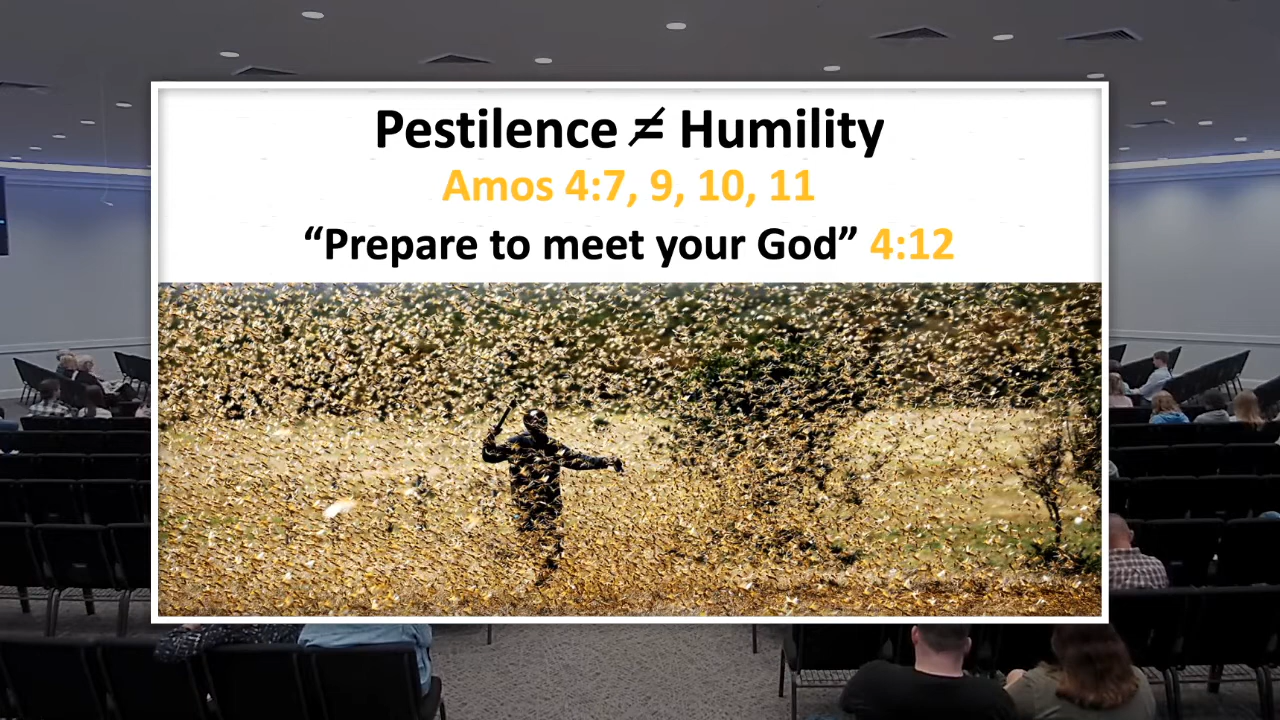 Pestilence ≠ Humility
Amos 4:7, 9, 10, 11
“Prepare to meet your God” 4:12